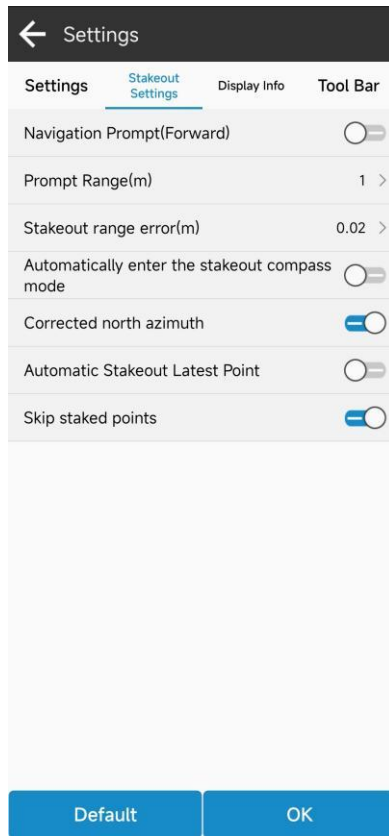 Settings
Settings
Stakeout
Settings
Display Info
Tool Bar
Navigation Prompt(Forward)
Prompt Range(m) 1
Stakeout range error(m) 0.02
Automatically enter the stakeout compass
mode
Corrected north azimuth
Automatic Stakeout Latest Point
Skip staked points
Default
OK